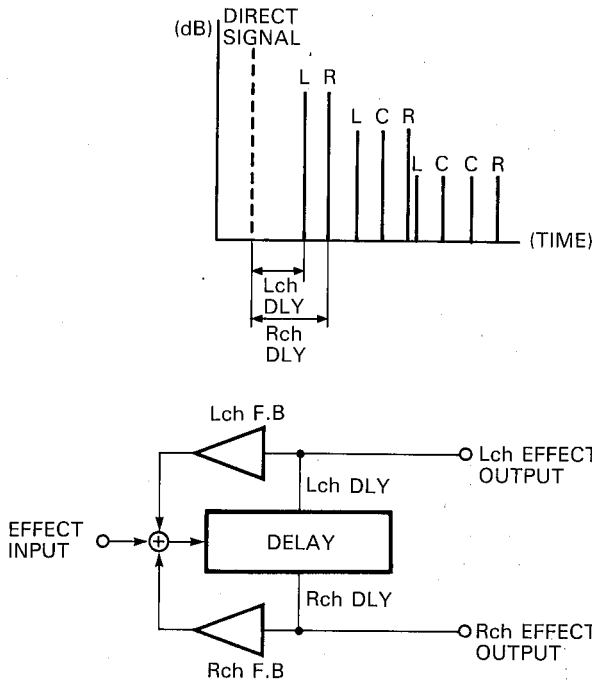 DIRECT
(dB) SIGNAL
L R
L C R
L C C R
(TIME)
Lch
DLY
Rch
DLY
Lch F.B
Lch EFFECT
OUTPUT
Lch DLY
EFFECT
INPUT
DELAY
Rch DLY
Rch EFFECT
OUTPUT
Rch F.B